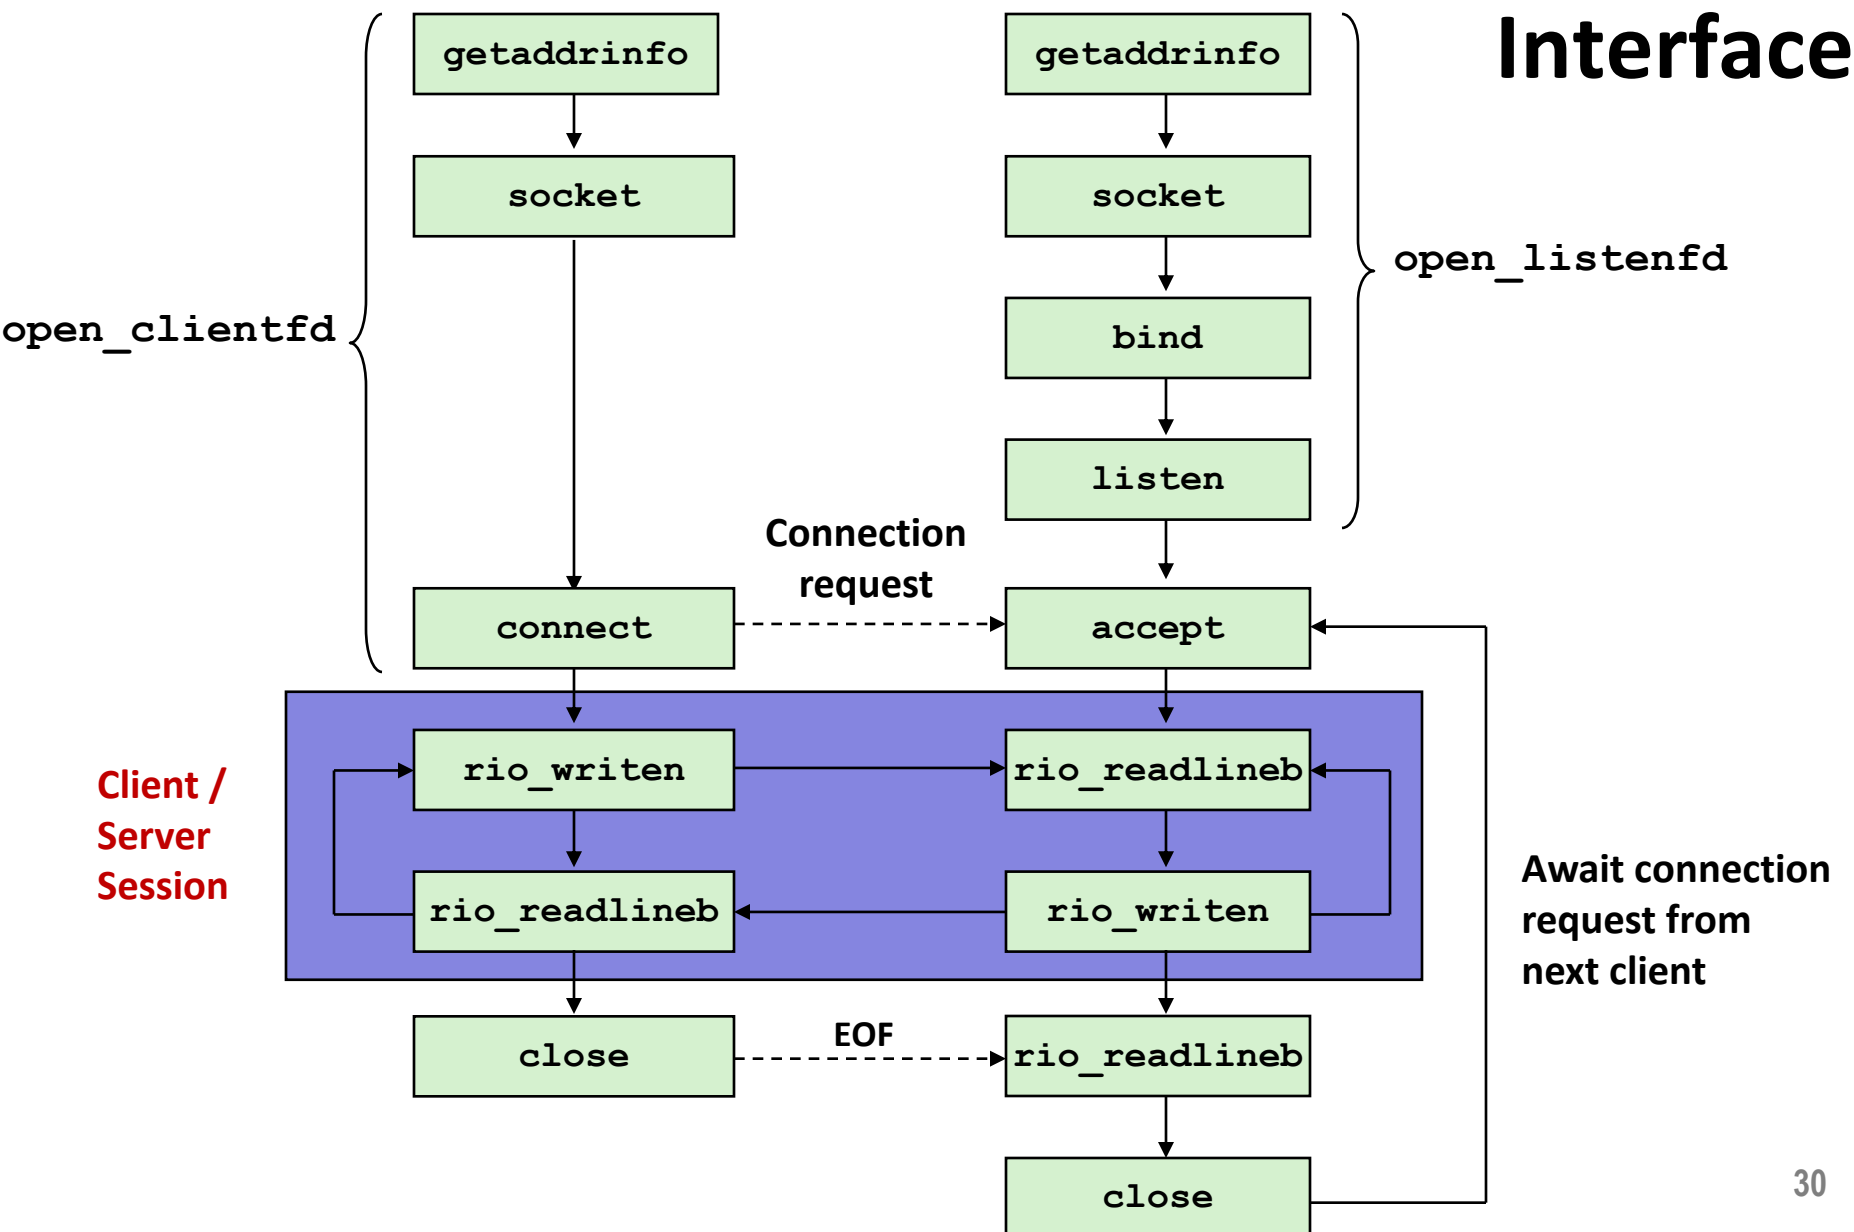 Interface
getaddrinfo
getaddrinfo
socket
socket
open_listenfd
open_clientfd
bind
listen
Connection
request
connect
accept
Client /
Server
Session
rio_writen
rio_readlineb
rio_readlineb
rio_writen
Await connection
request from
next client
close
EOF
rio_readlineb
close
30